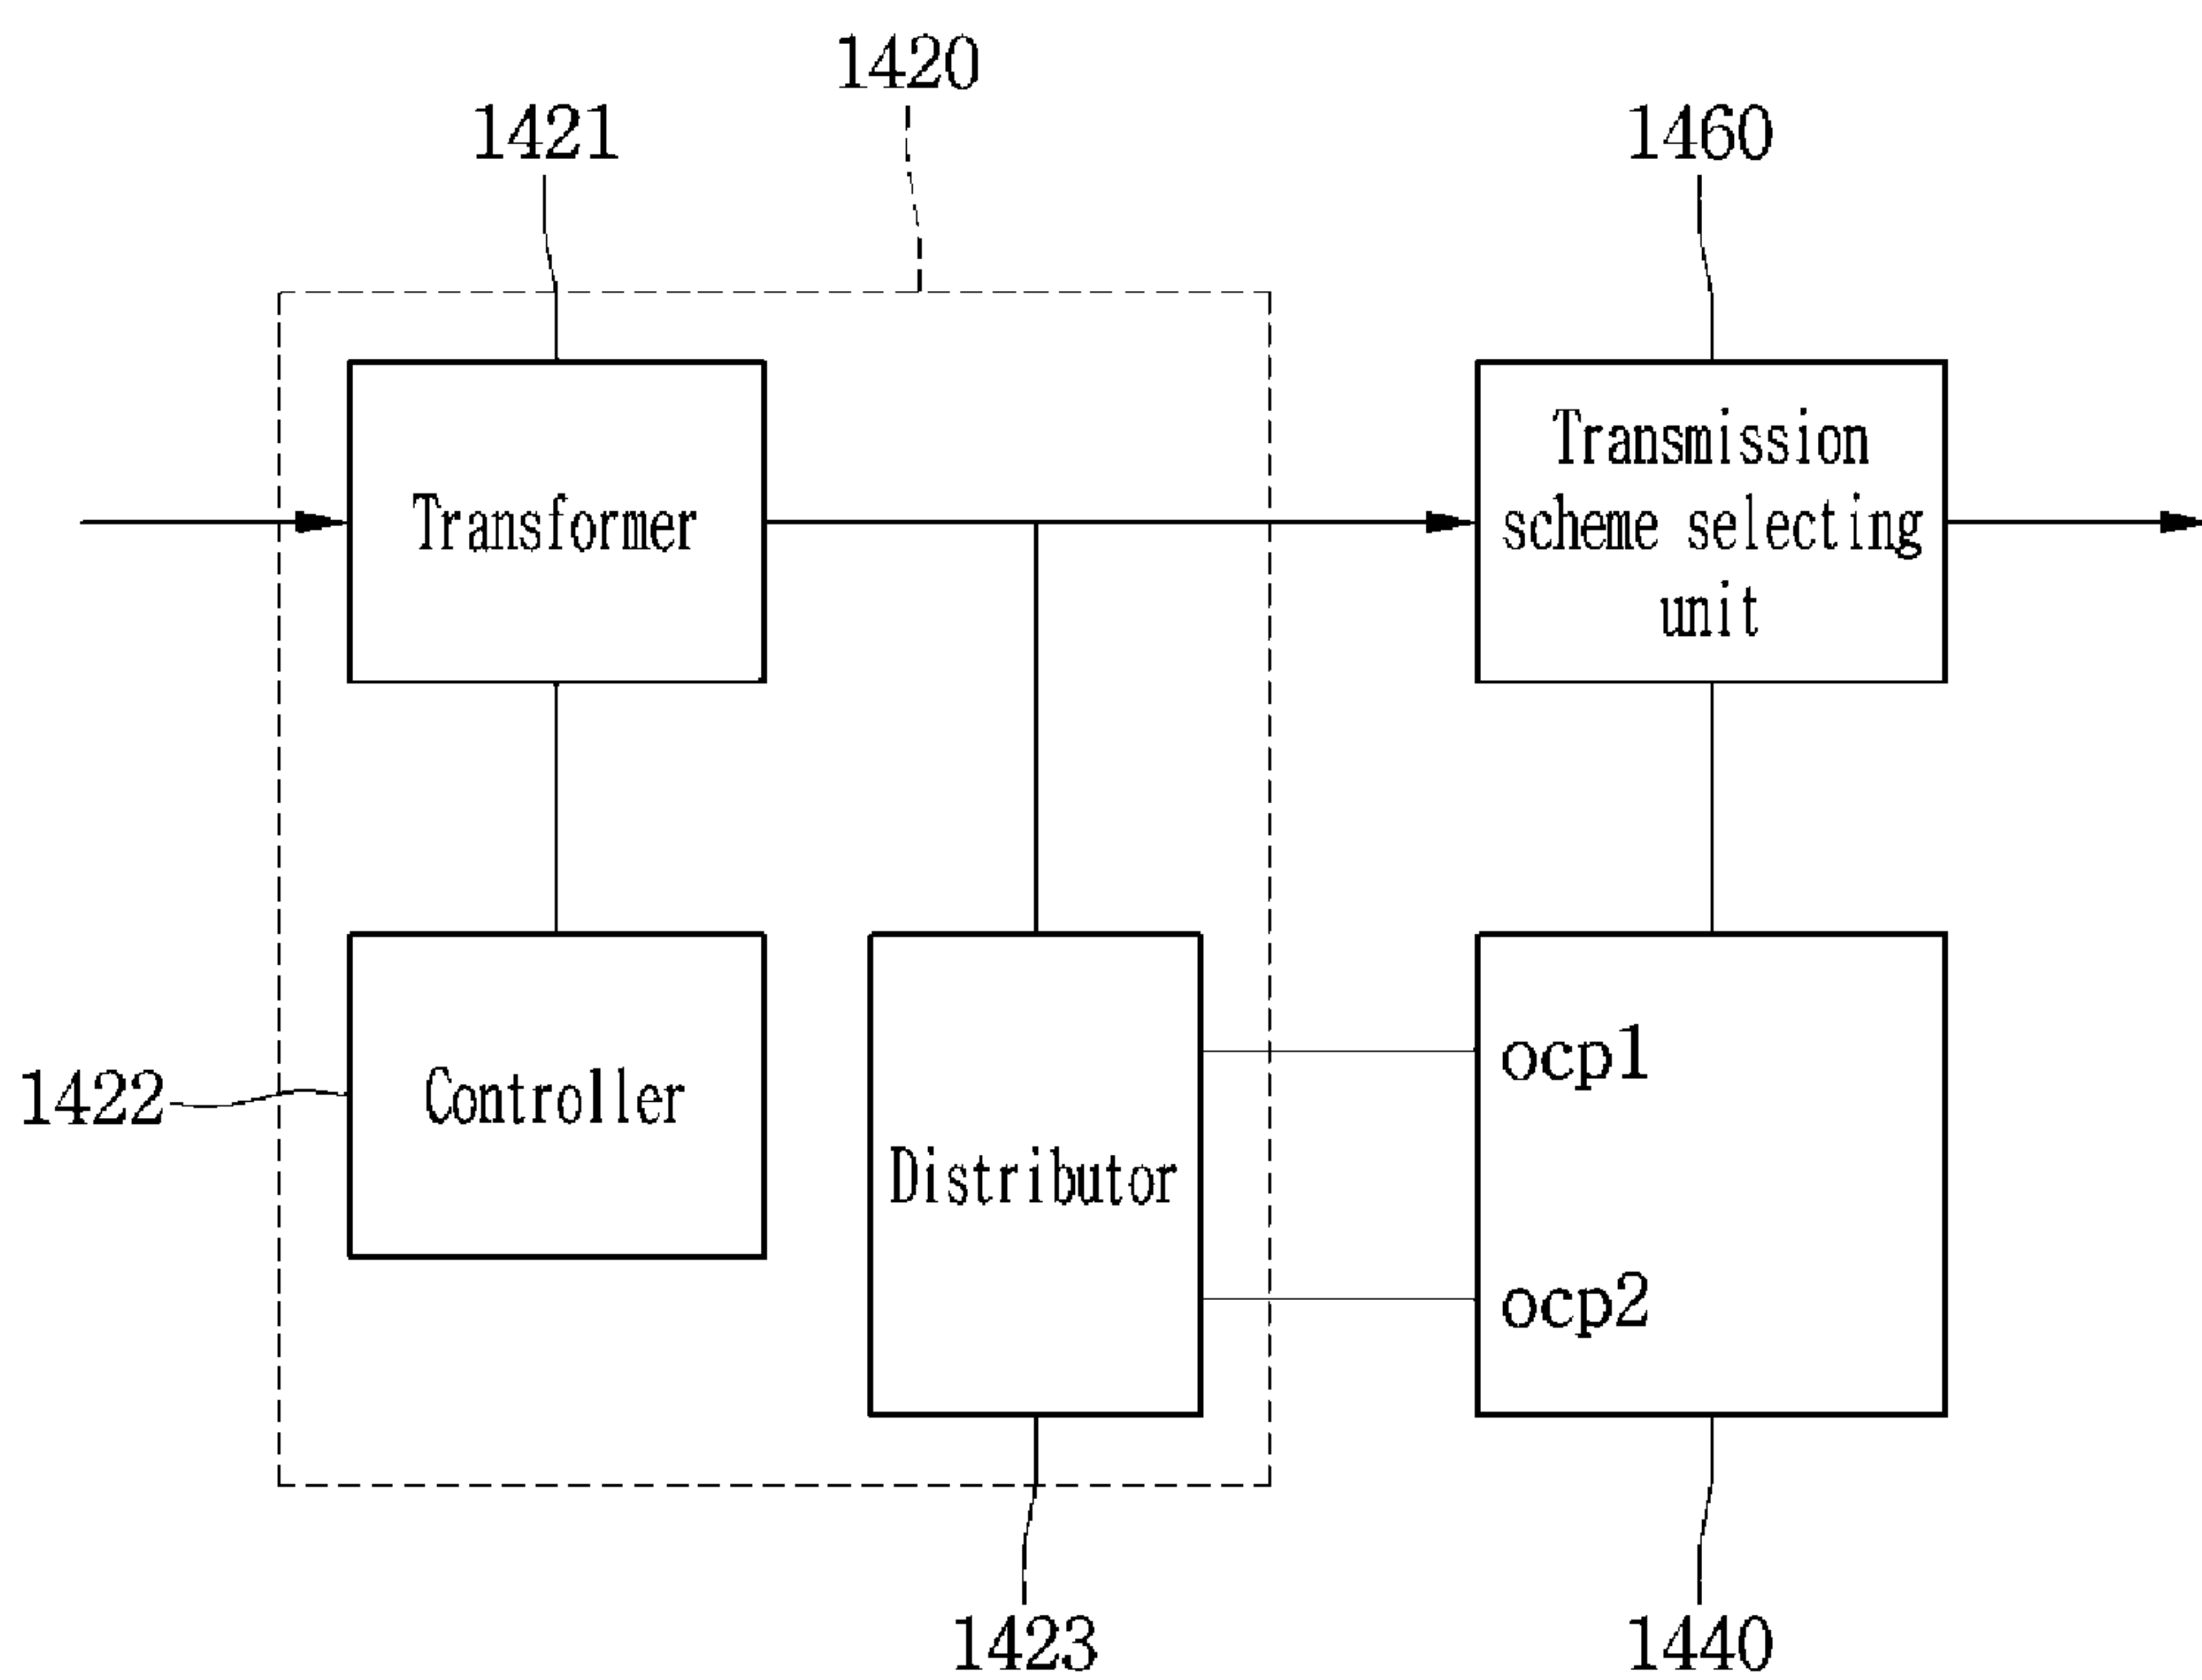 1420
1421
1460
Transformer
Transmission
scheme selecting
unit
1422
Controller
Distributor
ocp1
ocp2
1423
1440